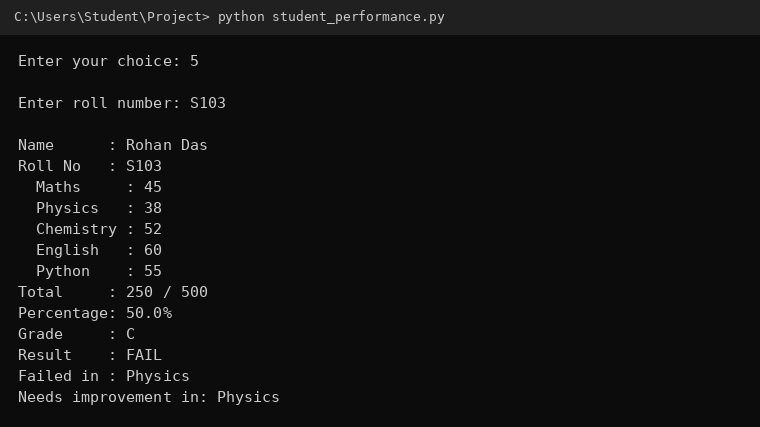 C:\Users\Student\Project> python student_performance.py
Enter your choice: 5
Enter roll number: S103
Name      : Rohan Das
Roll No   : S103
  Maths     : 45
  Physics   : 38
  Chemistry : 52
  English   : 60
  Python    : 55
Total     : 250 / 500
Percentage: 50.0%
Grade     : C
Result    : FAIL
Failed in : Physics
Needs improvement in: Physics